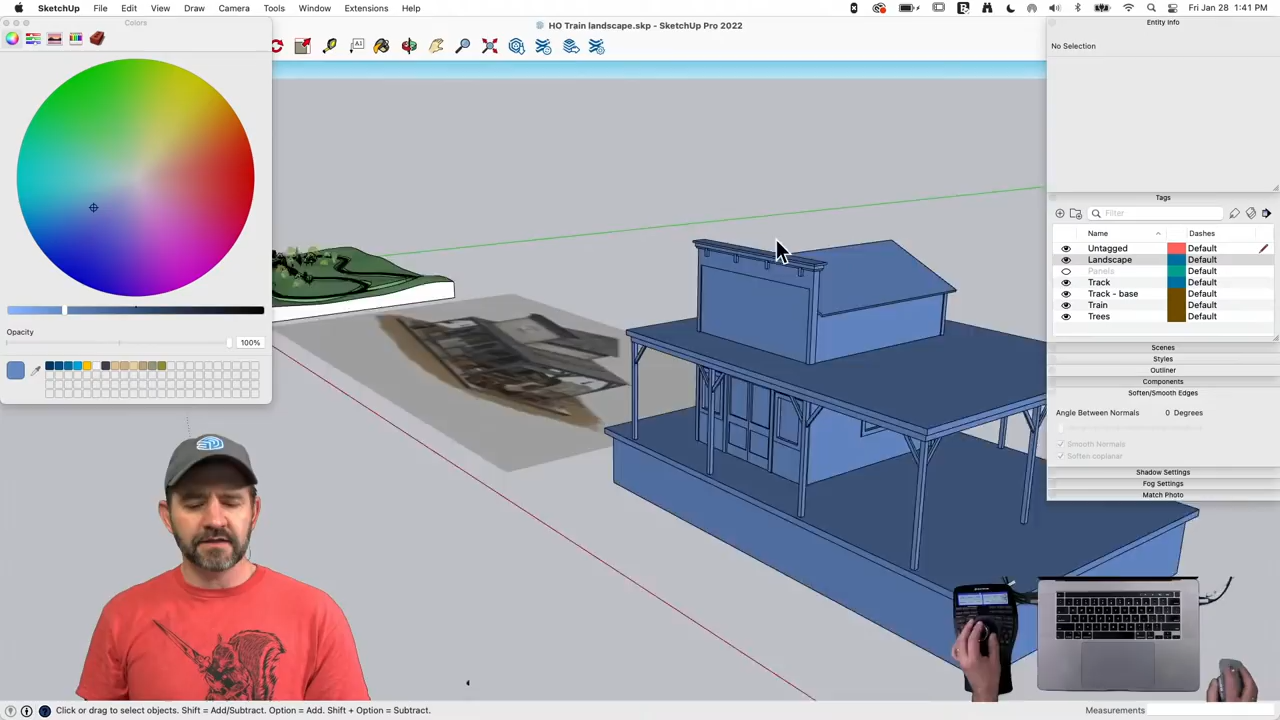 SketchUp File Edit View Draw Camera Tools Window Extensions Help
Fri Jan 28 1:41 PM
Colors
HO Train landscape.skp - SketchUp Pro 2022
Entity Info
No Selection
Tags
Filter
Name Dashes
Untagged Default
Landscape Default
Panels Default
Track Default
Track - base Default
Train Default
Trees Default
Opacity
100%
Scenes
Styles
Outliner
Components
Soften/Smooth Edges
Angle Between Normals 0 Degrees
Smooth Normals
Soften coplanar
Shadow Settings
Fog Settings
Match Photo
Click or drag to select objects. Shift = Add/Subtract. Option = Add. Shift + Option = Subtract.
Measurements